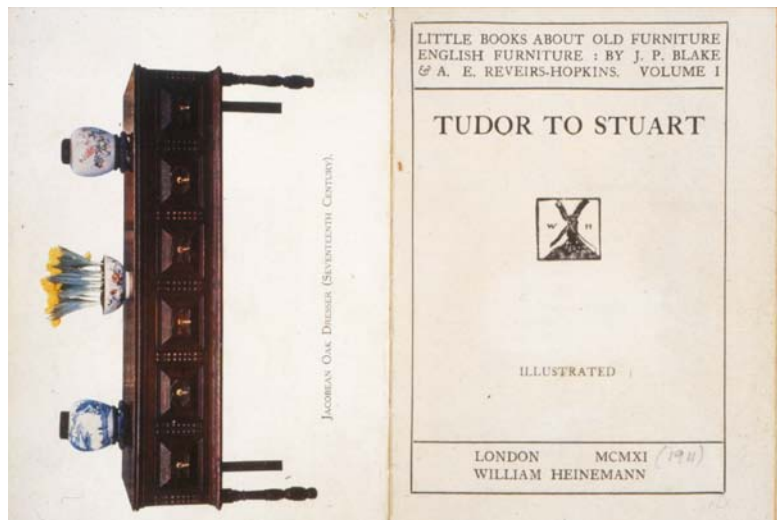 JACOBEAN OAK DRESSER (SEVENTEENTH CENTURY).
LITTLE BOOKS ABOUT OLD FURNITURE
ENGLISH FURNITURE : BY J. P. BLAKE
& A. E. REVEIRS-HOPKINS. VOLUME I
TUDOR TO STUART
W H
ILLUSTRATED
LONDON MCMXI (1911)
WILLIAM HEINEMANN